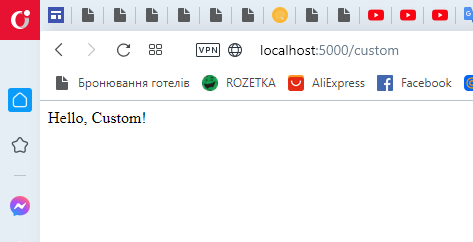 VPN localhost:5000/custom
Бронювання готелів ROZETKA AliExpress Facebook
Hello, Custom!